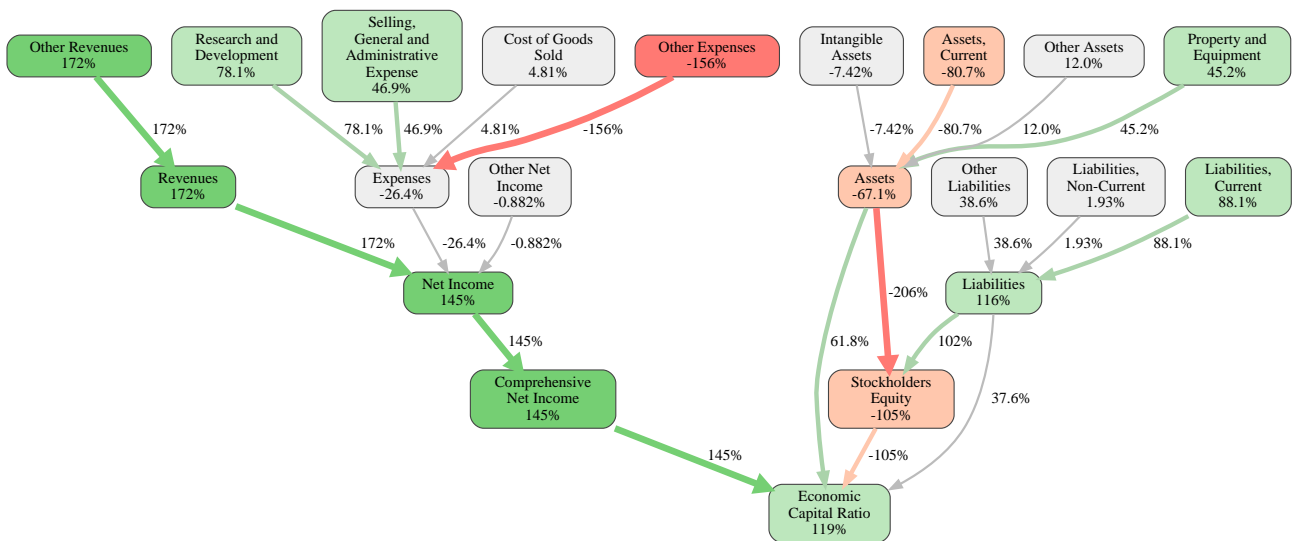 Other Revenues
172%
Research and
Development
78.1%
Selling,
General and
Administrative
Expense
46.9%
Cost of Goods
Sold
4.81%
Other Expenses
-156%
Intangible
Assets
-7.42%
Assets,
Current
-80.7%
Other Assets
12.0%
Property and
Equipment
45.2%
172%
78.1%
46.9%
4.81%
-156%
-7.42%
-80.7%
12.0%
45.2%
Revenues
172%
Expenses
-26.4%
Other Net
Income
-0.882%
Assets
-67.1%
Other
Liabilities
38.6%
Liabilities,
Non-Current
1.93%
Liabilities,
Current
88.1%
172%
-26.4%
-0.882%
38.6%
1.93%
88.1%
Net Income
145%
-206%
Liabilities
116%
145%
61.8%
102%
Comprehensive
Net Income
145%
Stockholders
Equity
-105%
37.6%
145%
-105%
Economic
Capital Ratio
119%